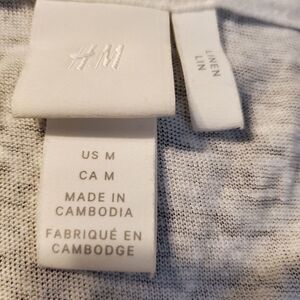 H&M
LINEN
LIN
US M
CA M
MADE IN
CAMBODIA
FABRIQUÉ EN
CAMBODGE